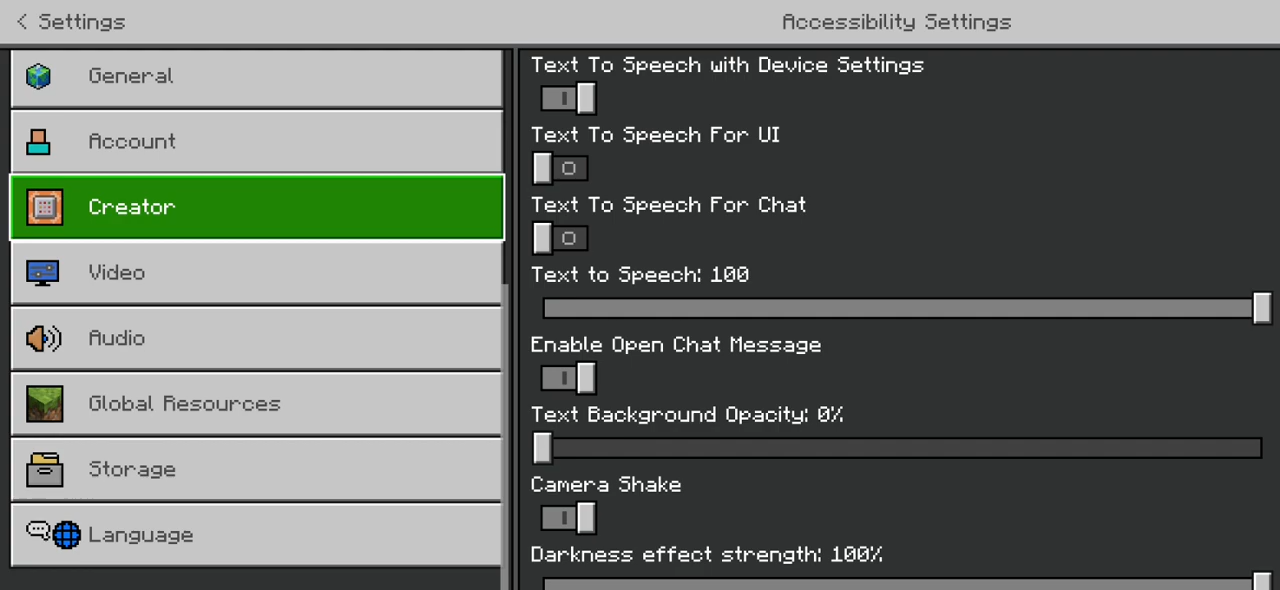 < Settings
Accessibility Settings
General
Account
Creator
Video
Audio
Global Resources
Storage
Language
Text To Speech with Device Settings
Text To Speech For UI
Text To Speech For Chat
Text to Speech: 100
Enable Open Chat Message
Text Background Opacity: 0%
Camera Shake
Darkness effect strength: 100%